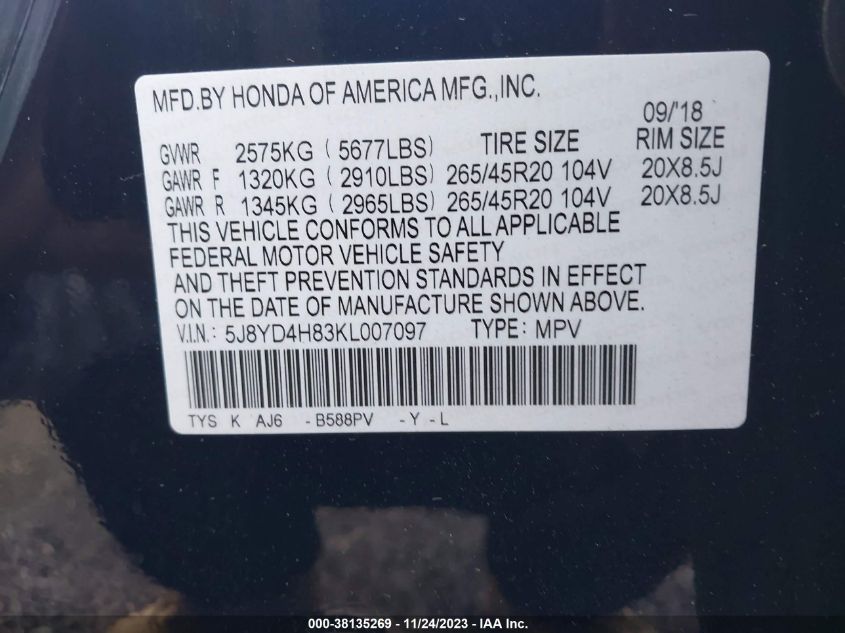 MFD.BY HONDA OF AMERICA MFG.,INC.
09/'18
GVWR 2575KG ( 5677LBS) TIRE SIZE RIM SIZE
GAWR F 1320KG ( 2910LBS) 265/45R20 104V 20X8.5J
GAWR R 1345KG ( 2965LBS) 265/45R20 104V 20X8.5J
THIS VEHICLE CONFORMS TO ALL APPLICABLE
FEDERAL MOTOR VEHICLE SAFETY
AND THEFT PREVENTION STANDARDS IN EFFECT
ON THE DATE OF MANUFACTURE SHOWN ABOVE.
V.I.N.: 5J8YD4H83KL007097 TYPE: MPV
TYS K AJ6 - B588PV - Y - L
000-38135269 - 11/24/2023 - IAA Inc.